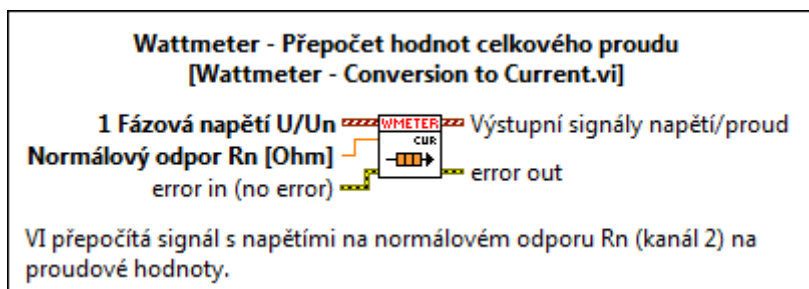 Wattmeter - Přepočet hodnot celkového proudu
[Wattmeter - Conversion to Current.vi]
1 Fázová napětí U/Un
WMETER
Výstupní signály napětí/proud
CUR
Normálový odpor Rn [Ohm]
error in (no error)
error out
VI přepočítá signál s napětími na normálovém odporu Rn (kanál 2) na
proudové hodnoty.